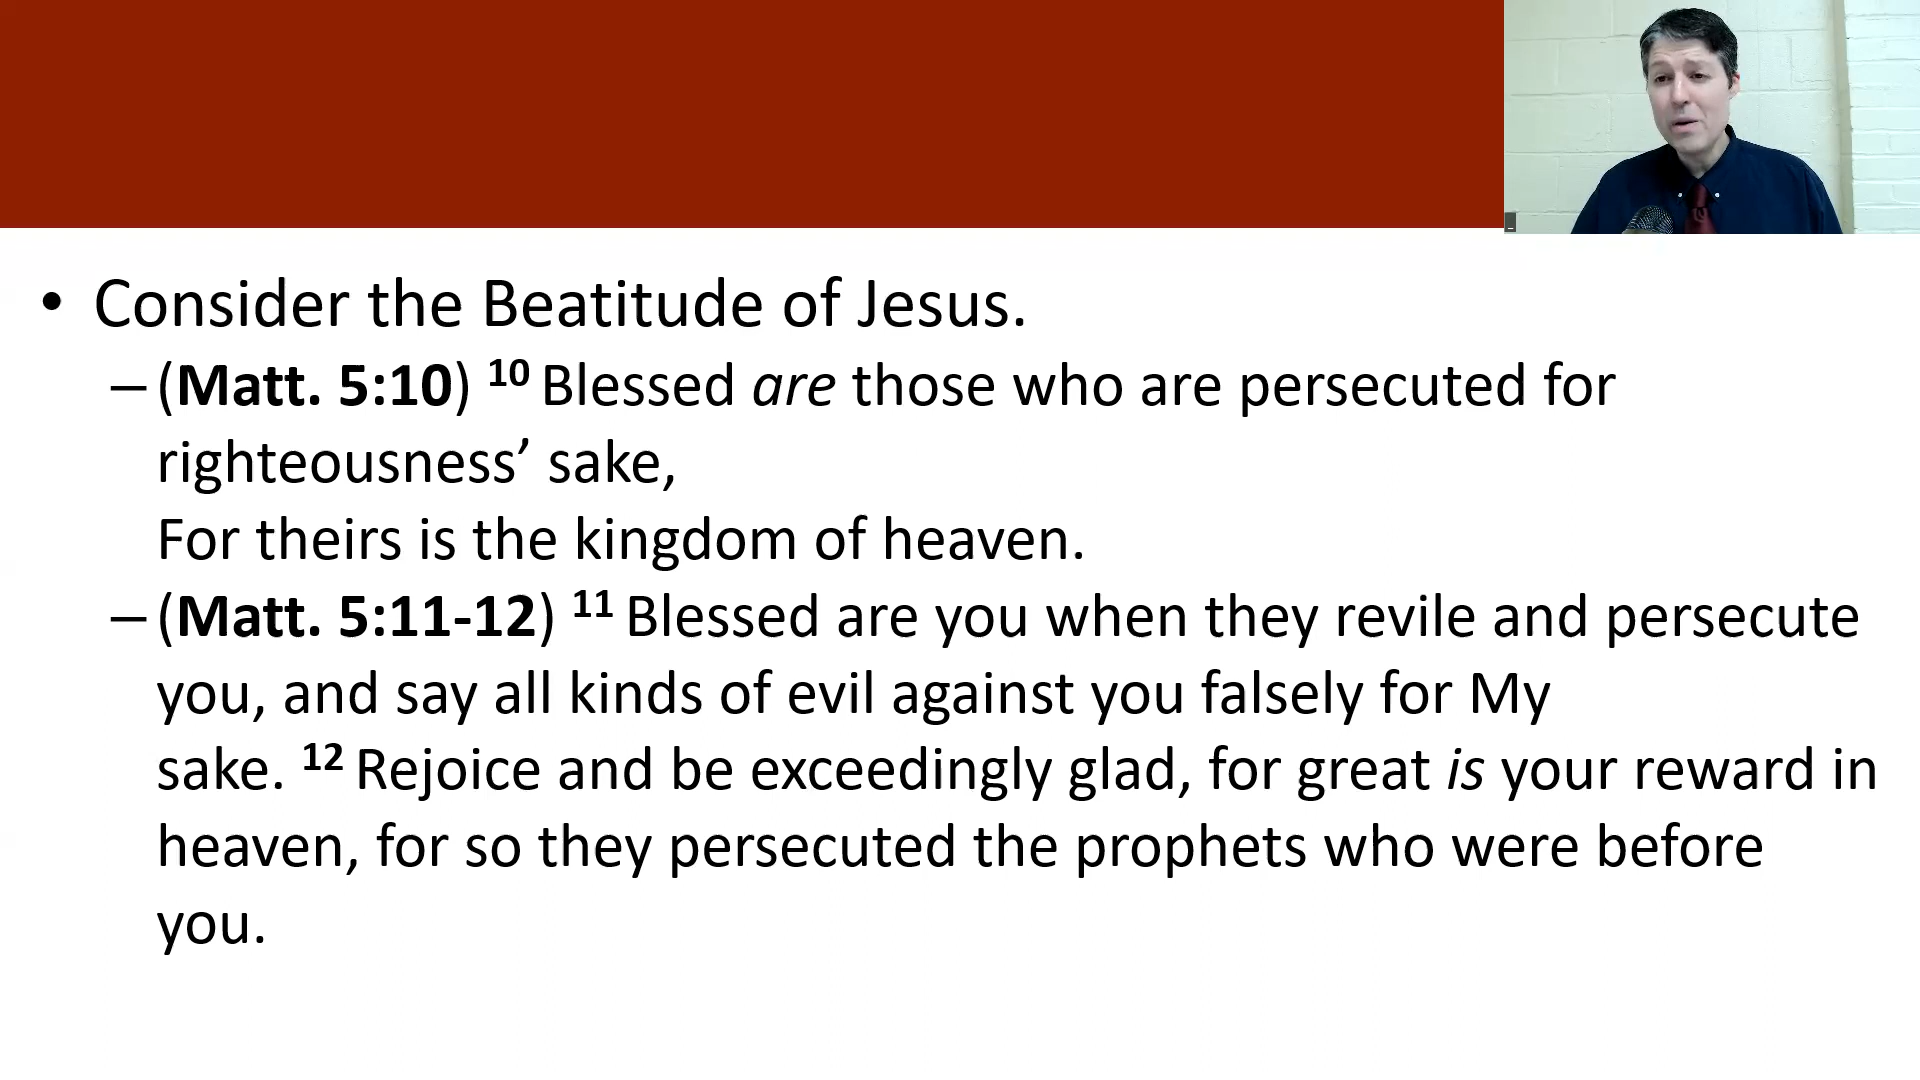 • Consider the Beatitude of Jesus.
– (Matt. 5:10) 10 Blessed are those who are persecuted for
righteousness’ sake,
For theirs is the kingdom of heaven.
– (Matt. 5:11-12) 11 Blessed are you when they revile and persecute
you, and say all kinds of evil against you falsely for My
sake. 12 Rejoice and be exceedingly glad, for great is your reward in
heaven, for so they persecuted the prophets who were before
you.